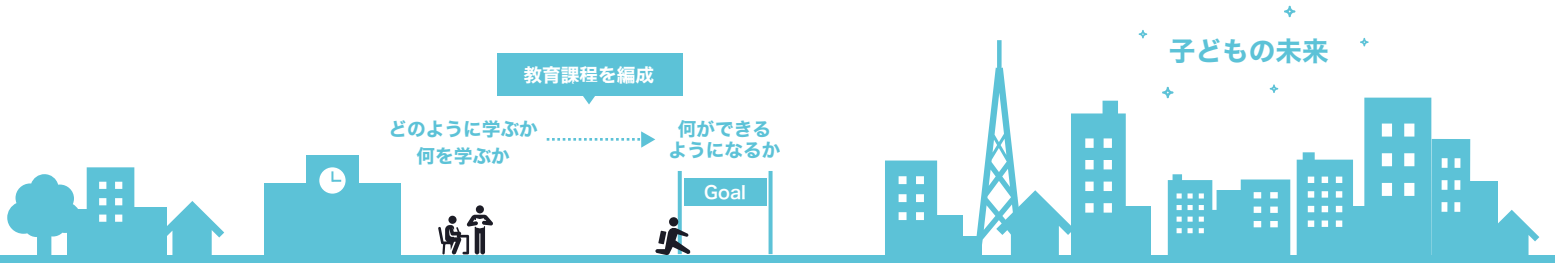 子どもの未来
教育課程を編成
どのように学ぶか
何を学ぶか
何ができる
ようになるか
Goal